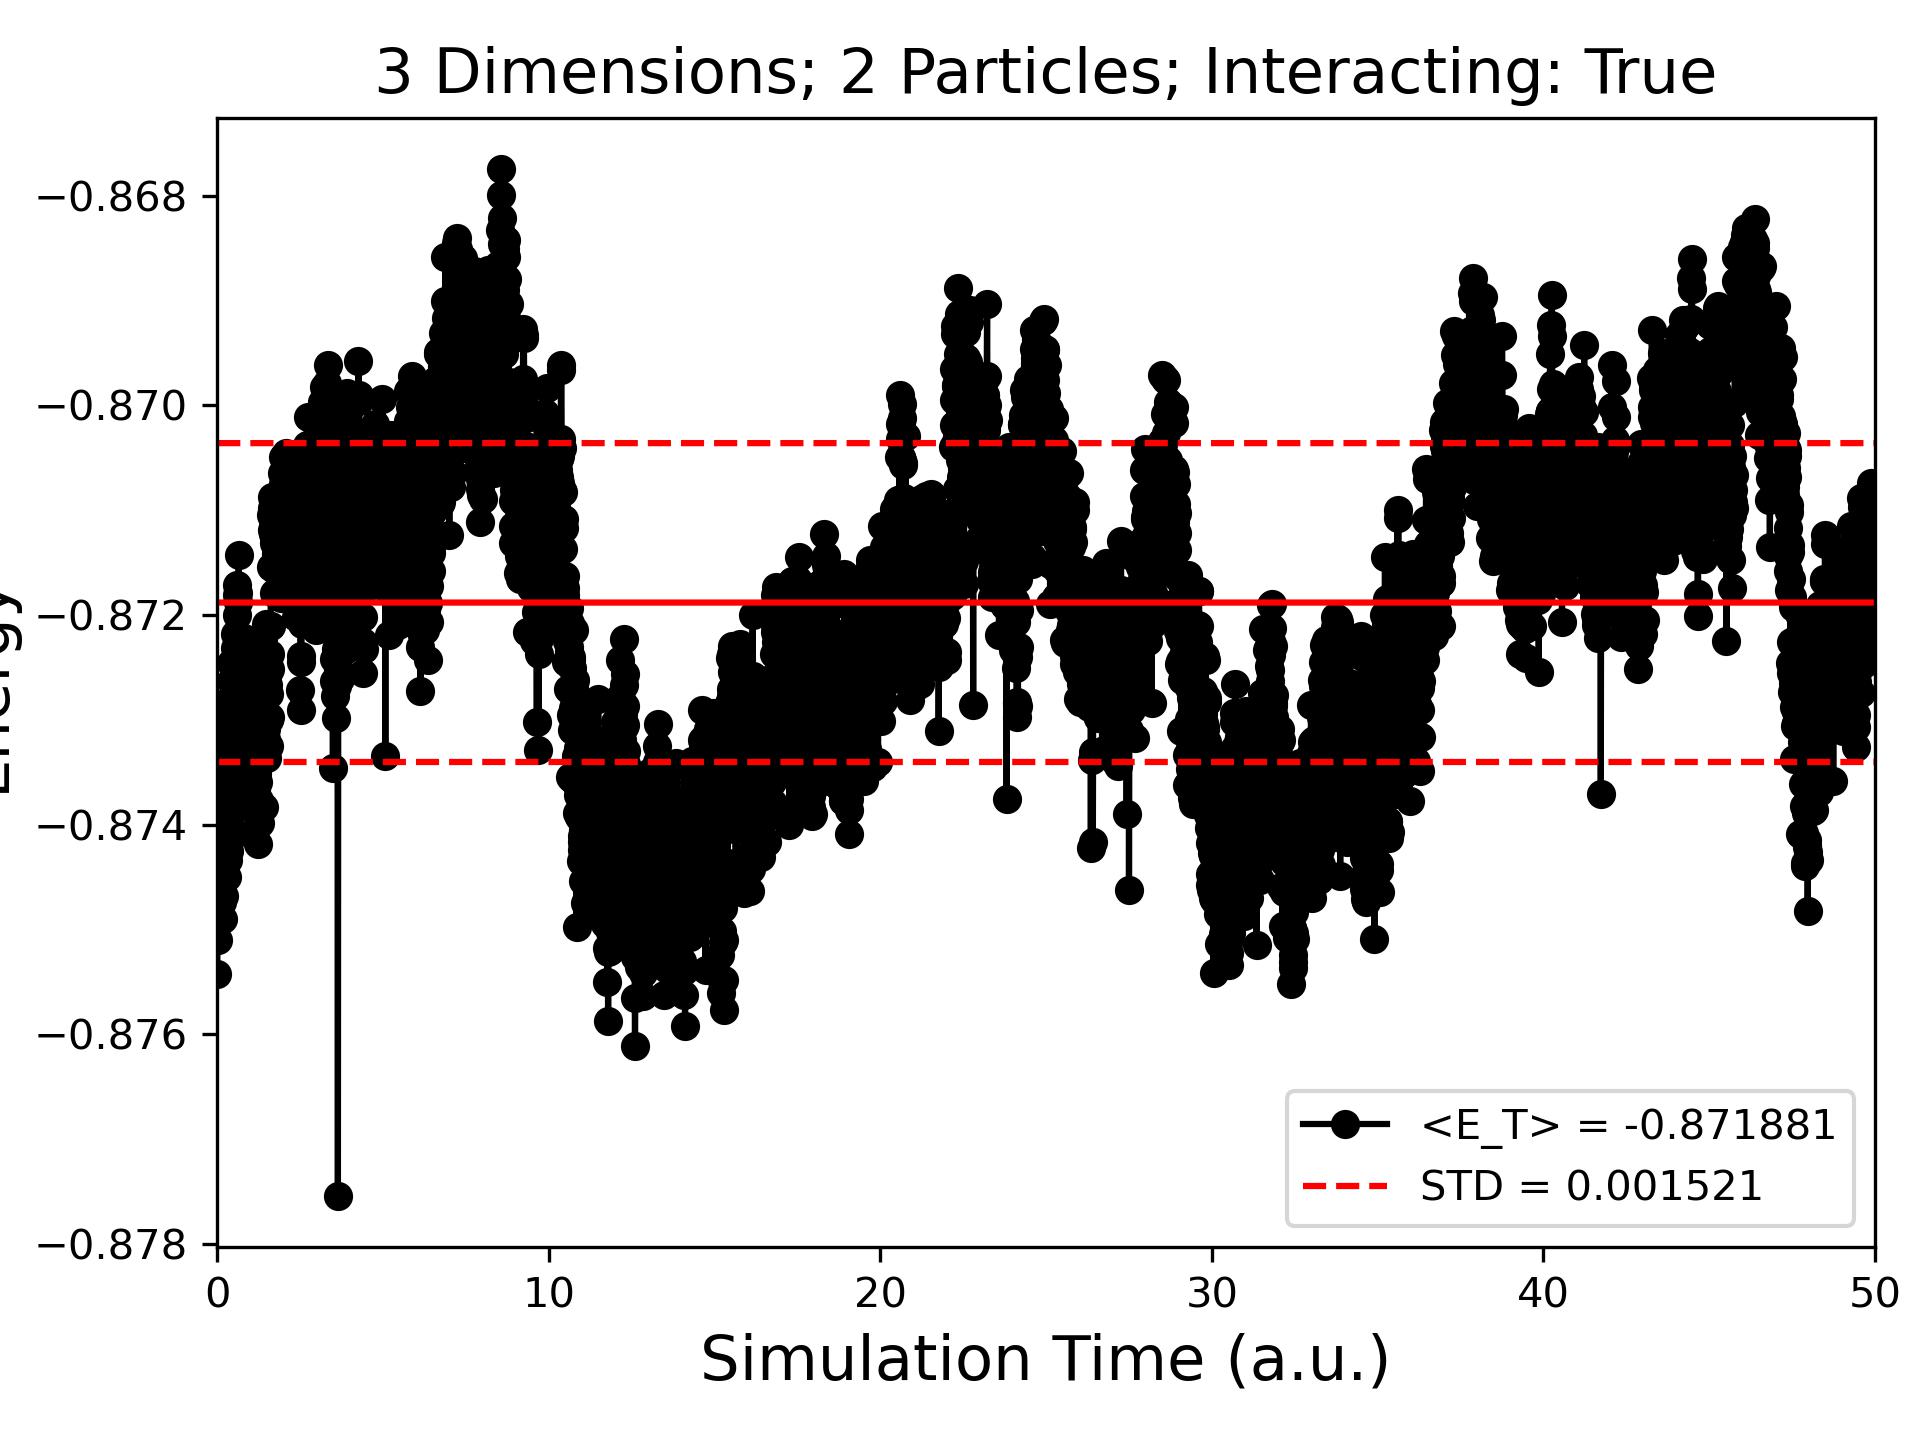 3 Dimensions; 2 Particles; Interacting: True
−0.868
−0.870
−0.872
−0.874
−0.876
−0.878
Energy
<E_T> = -0.871881
STD = 0.001521
0 10 20 30 40 50
Simulation Time (a.u.)